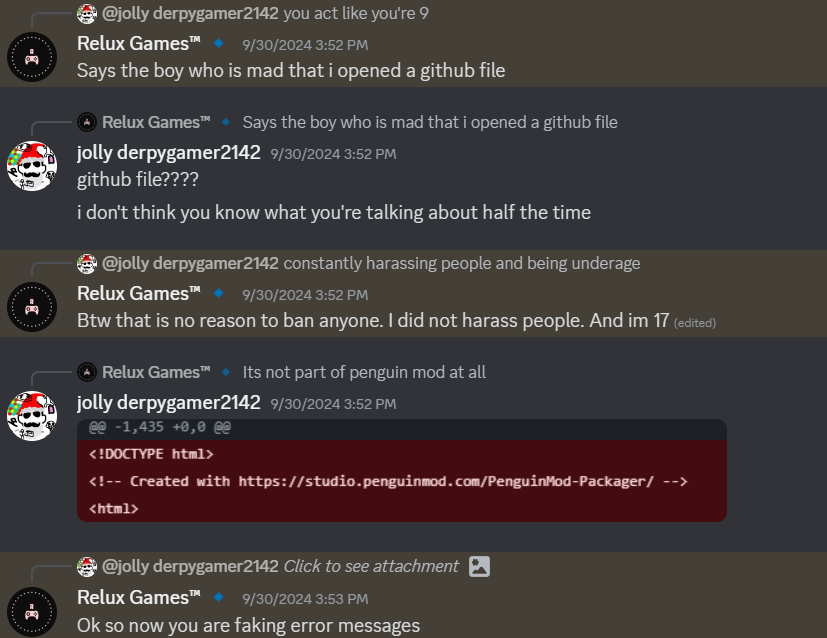 @jolly derpygamer2142 you act like you're 9
Relux Games™ 9/30/2024 3:52 PM
Says the boy who is mad that i opened a github file
Relux Games™ Says the boy who is mad that i opened a github file
jolly derpygamer2142 9/30/2024 3:52 PM
github file????
i don't think you know what you're talking about half the time
@jolly derpygamer2142 constantly harassing people and being underage
Relux Games™ 9/30/2024 3:52 PM
Btw that is no reason to ban anyone. I did not harass people. And im 17 (edited)
Relux Games™ Its not part of penguin mod at all
jolly derpygamer2142 9/30/2024 3:52 PM
@@ -1,435 +0,0 @@
<!DOCTYPE html>
<!-- Created with https://studio.penguinmod.com/PenguinMod-Packager/ -->
<html>
@jolly derpygamer2142 Click to see attachment
Relux Games™ 9/30/2024 3:53 PM
Ok so now you are faking error messages